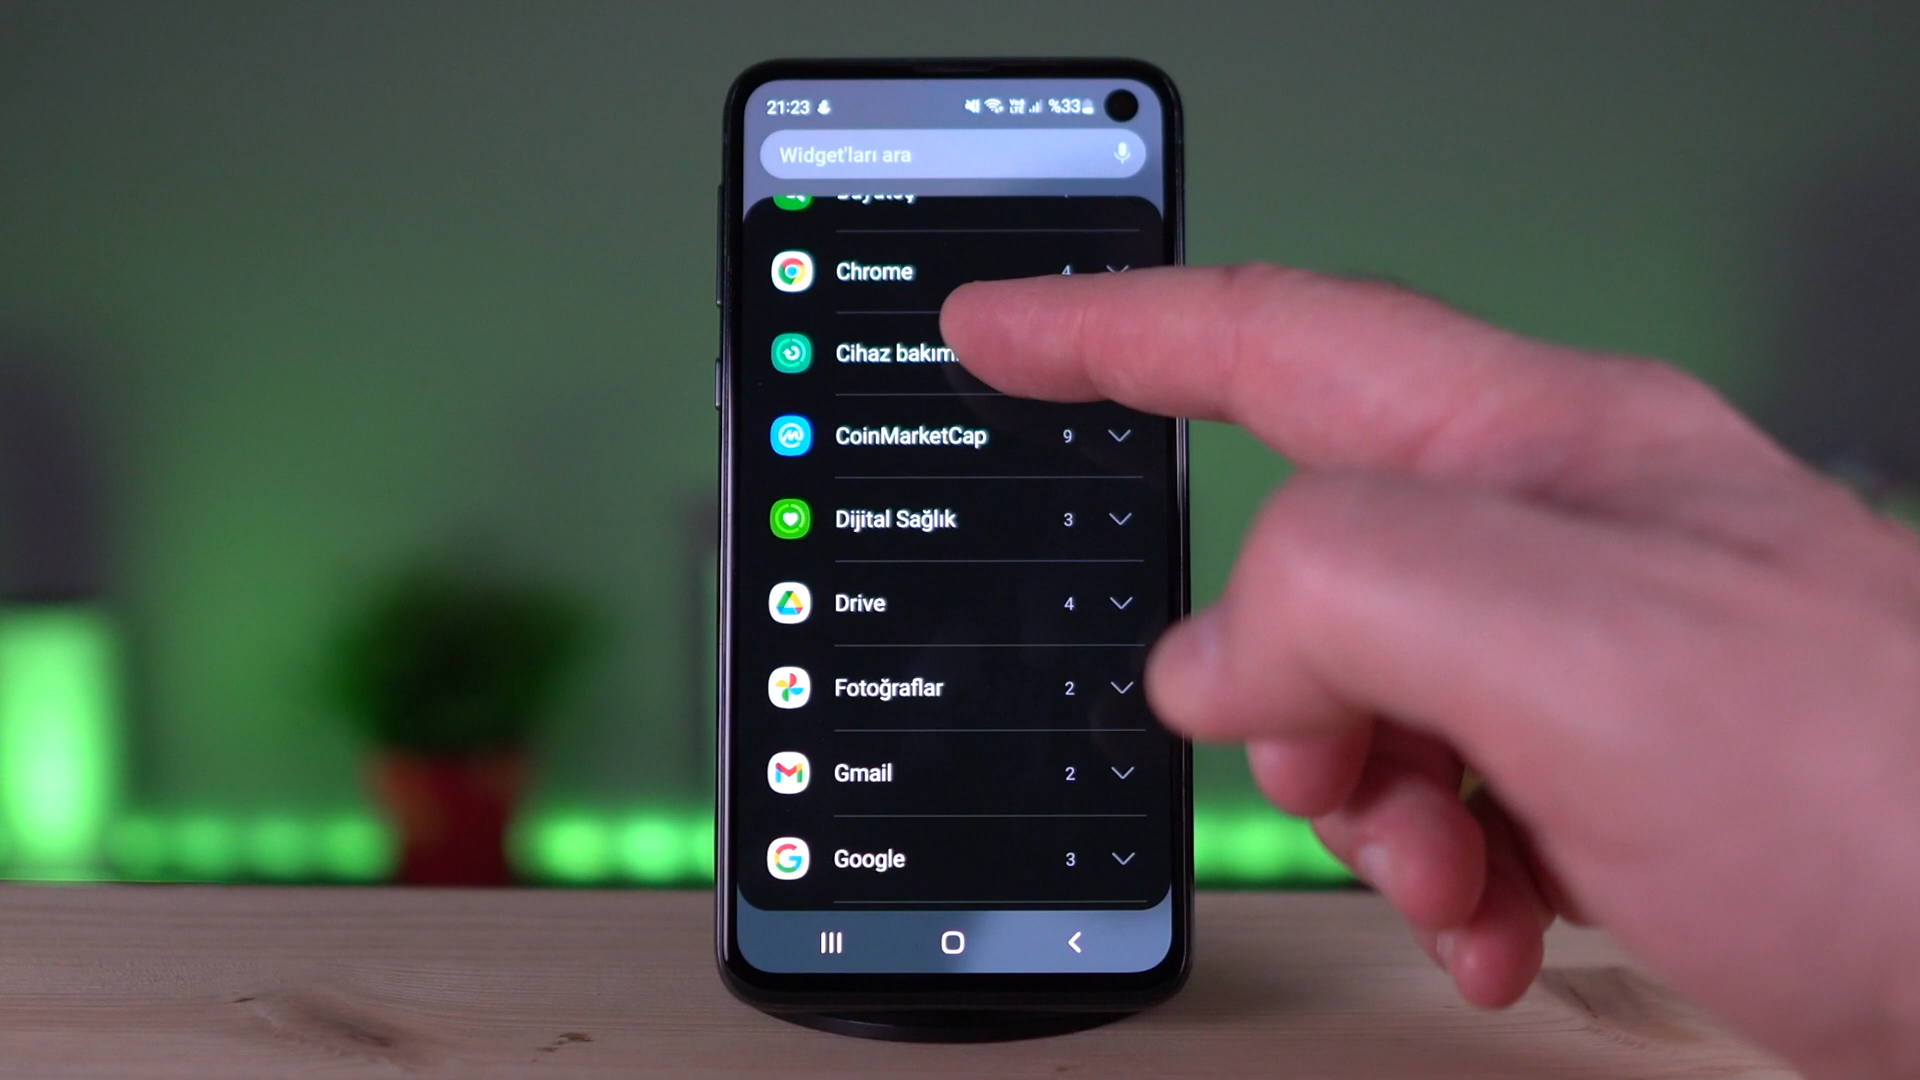 21:23 %33
Widget'ları ara
Chrome 4
Cihaz bakım
CoinMarketCap 9
Dijital Sağlık 3
Drive 4
Fotoğraflar 2
Gmail 2
Google 3